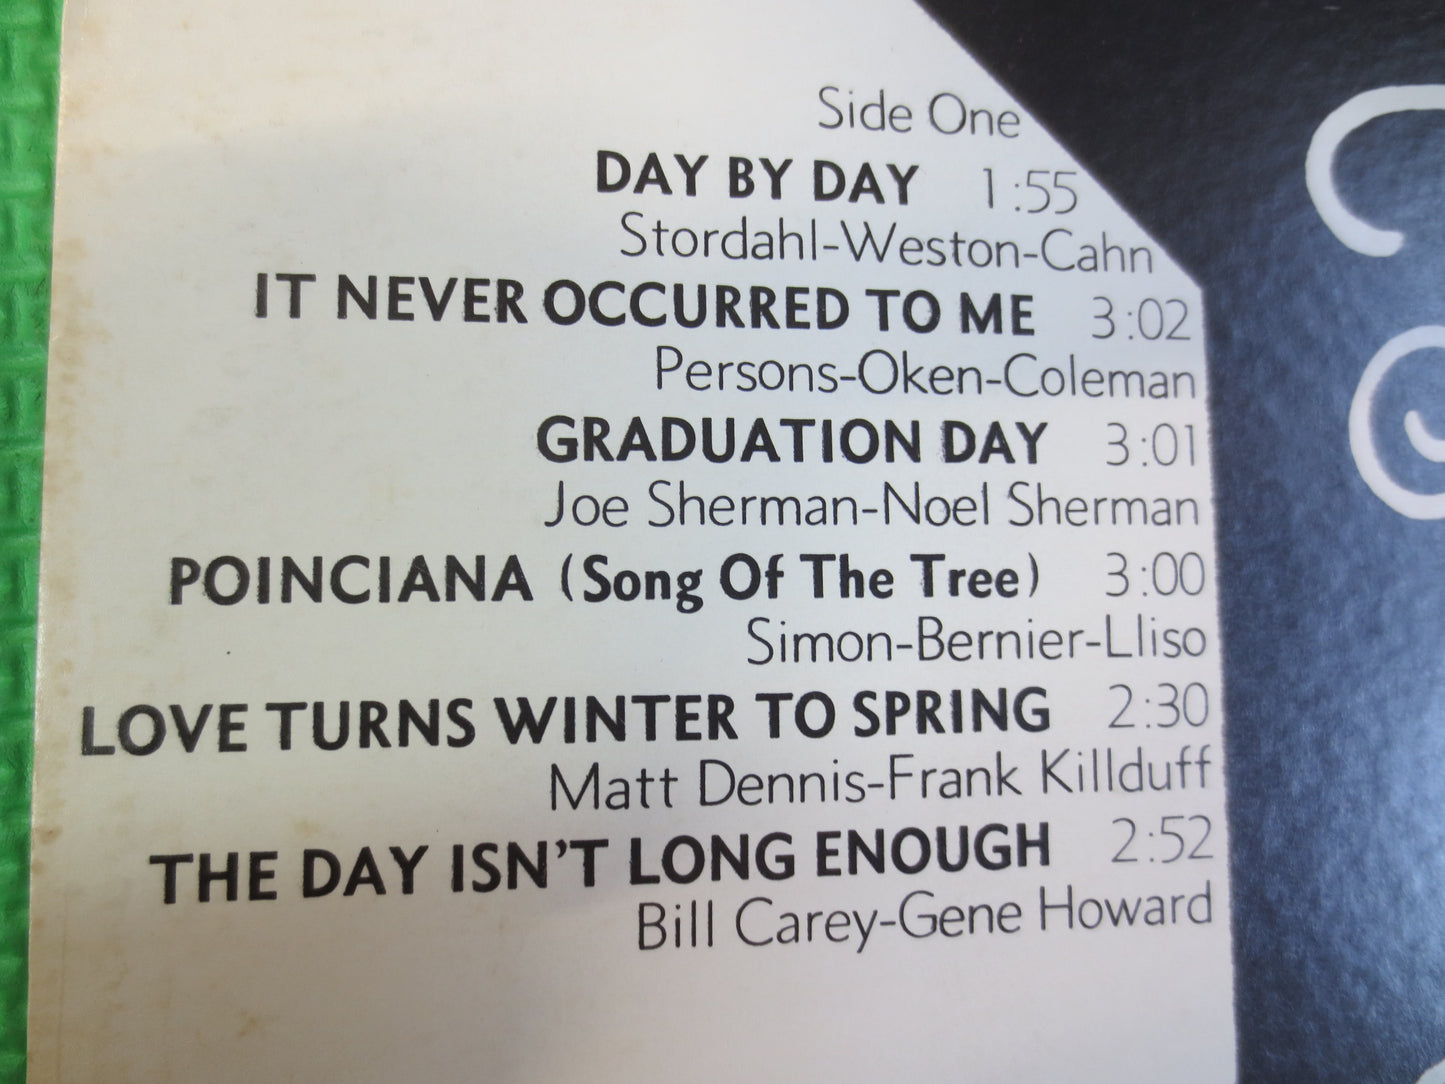 Side One
DAY BY DAY 1:55
Stordahl-Weston-Cahn
IT NEVER OCCURRED TO ME 3:02
Persons-Oken-Coleman
GRADUATION DAY 3:01
Joe Sherman-Noel Sherman
POINCIANA (Song Of The Tree) 3:00
Simon-Bernier-Lliso
LOVE TURNS WINTER TO SPRING 2:30
Matt Dennis-Frank Killduff
THE DAY ISN'T LONG ENOUGH 2:52
Bill Carey-Gene Howard